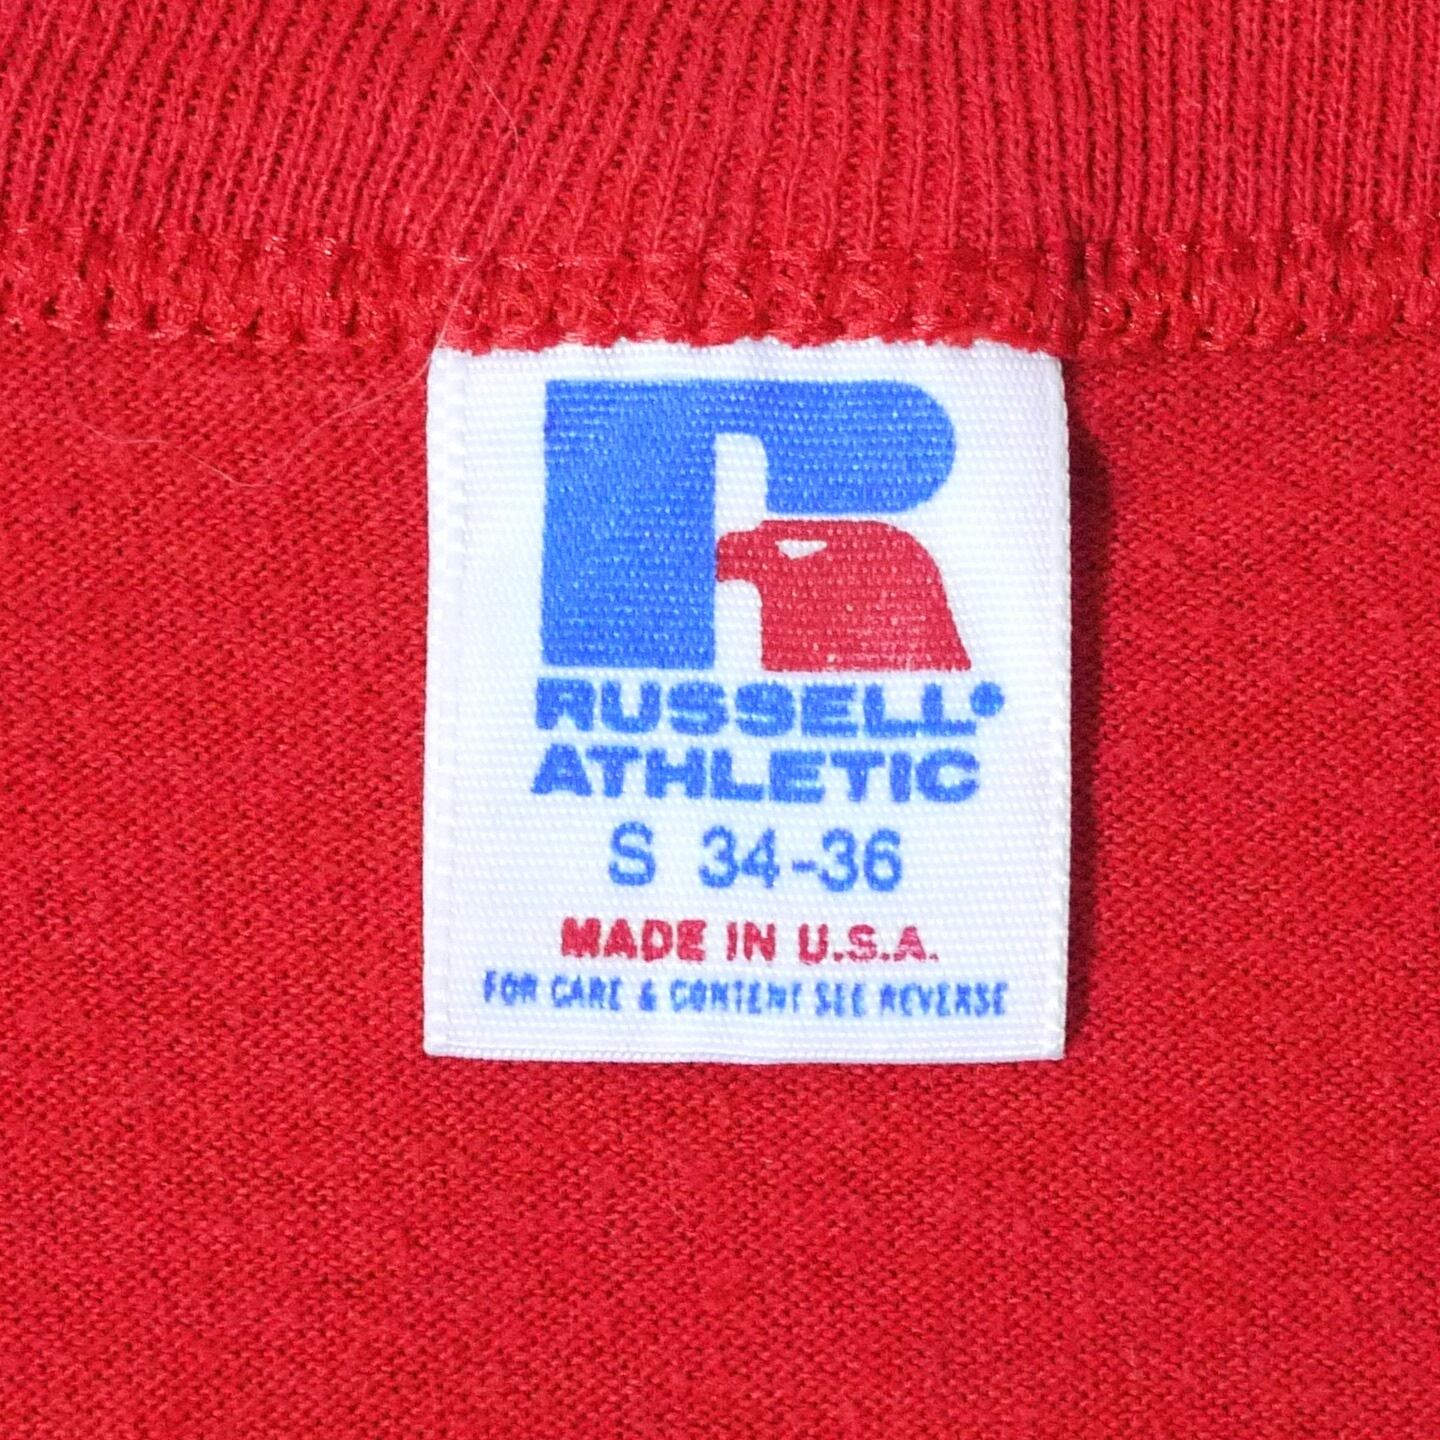 R
RUSSELL
ATHLETIC
S 34-36
MADE IN U.S.A.
FOR CARE & CONTENT SEE REVERSE